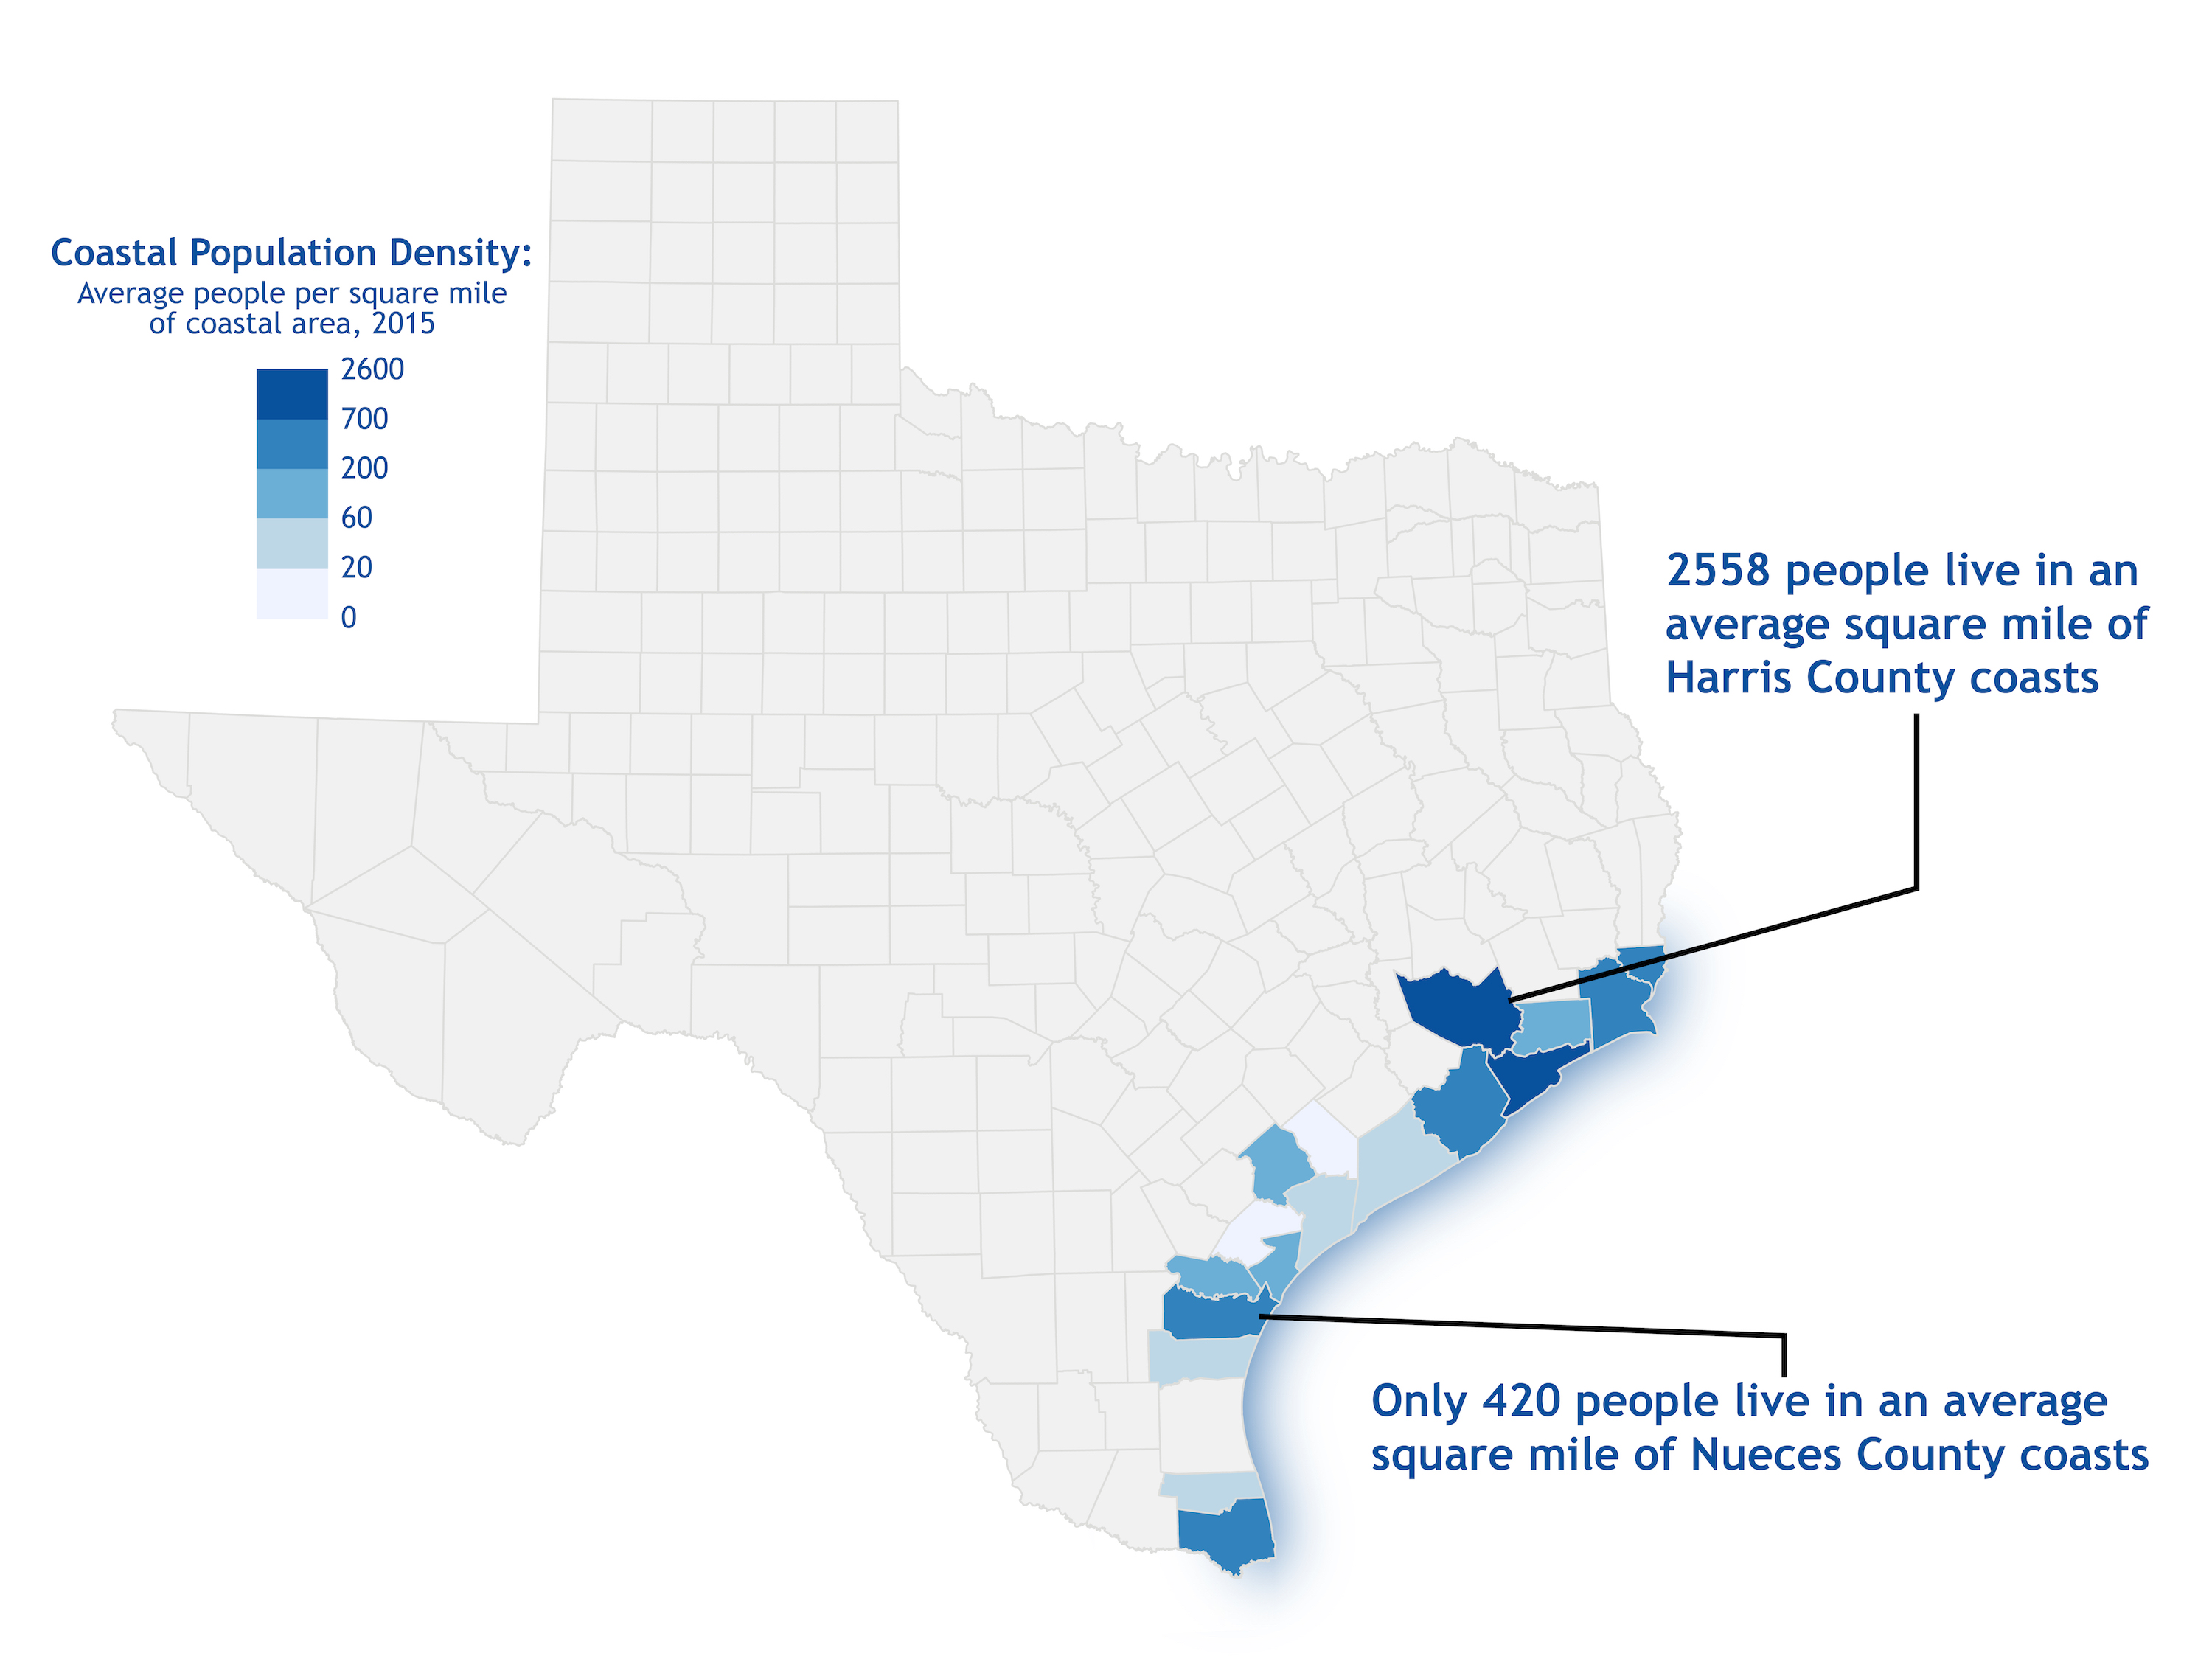 Coastal Population Density:
Average people per square mile
of coastal area, 2015
2600
700
200
60
20
0
2558 people live in an
average square mile of
Harris County coasts
Only 420 people live in an average
square mile of Nueces County coasts